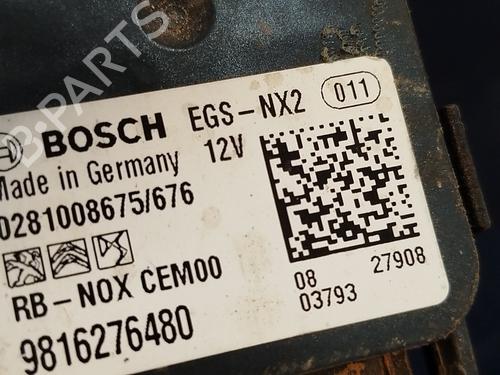 BOSCH EGS-NX2 011
Made in Germany 12V
0281008675/676
RB-NOX CEM00
9816276480
08 27908
03793
B-PARTS